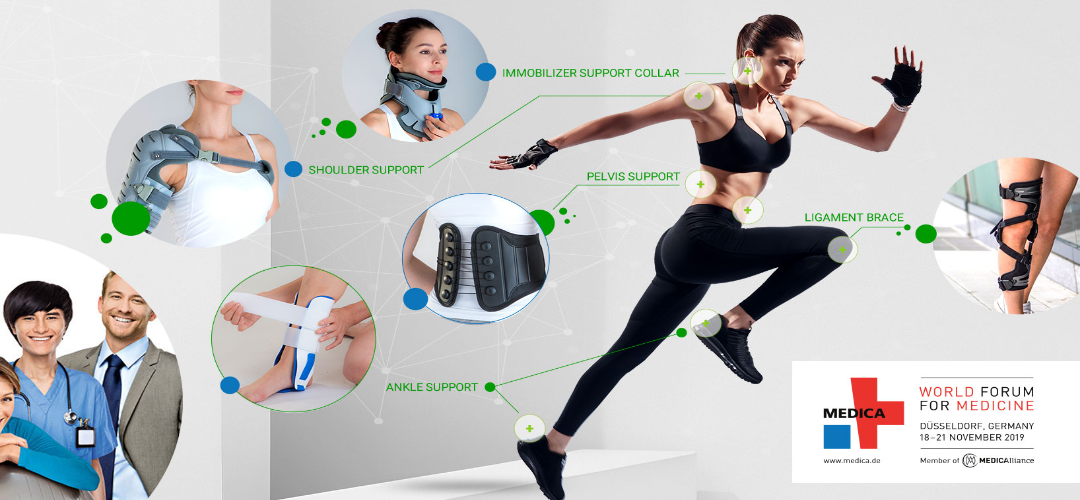 IMMOBILIZER SUPPORT COLLAR
SHOULDER SUPPORT
PELVIS SUPPORT
LIGAMENT BRACE
ANKLE SUPPORT
MEDICA
www.medica.de
WORLD FORUM
FOR MEDICINE
DÜSSELDORF, GERMANY
18–21 NOVEMBER 2019
Member of MEDICAlliance